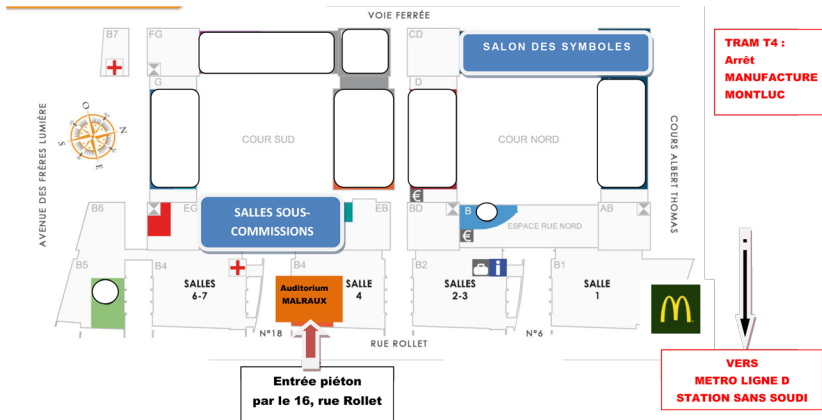 VOIE FERRÉE
B7
FG
CD
SALON DES SYMBOLES
TRAM T4 :
Arrêt
MANUFACTURE
MONTLUC
G
D
AVENUE DES FRÈRES LUMIÈRE
O
N
S
E
COUR SUD
COUR NORD
COURS ALBERT THOMAS
€
B6
EG
SALLES SOUS-
COMMISSIONS
EB
BD
B
€
ESPACE RUE NORD
AB
B5
B4
SALLES
6-7
B4
Auditorium
MALRAUX
SALLE
4
B2
SALLES
2-3
i
B1
SALLE
1
M
N°18
RUE ROLLET
N°6
Entrée piéton
par le 16, rue Rollet
VERS
METRO LIGNE D
STATION SANS SOUDI